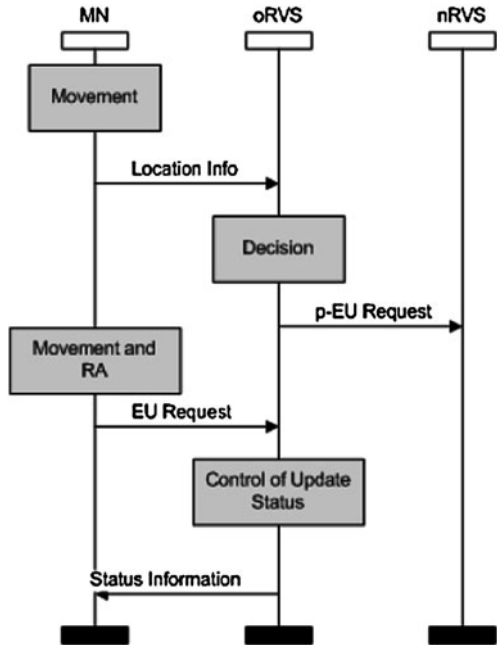 MN
oRVS
nRVS
Movement
Location Info
Decision
p-EU Request
Movement and
RA
EU Request
Control of Update
Status
Status Information